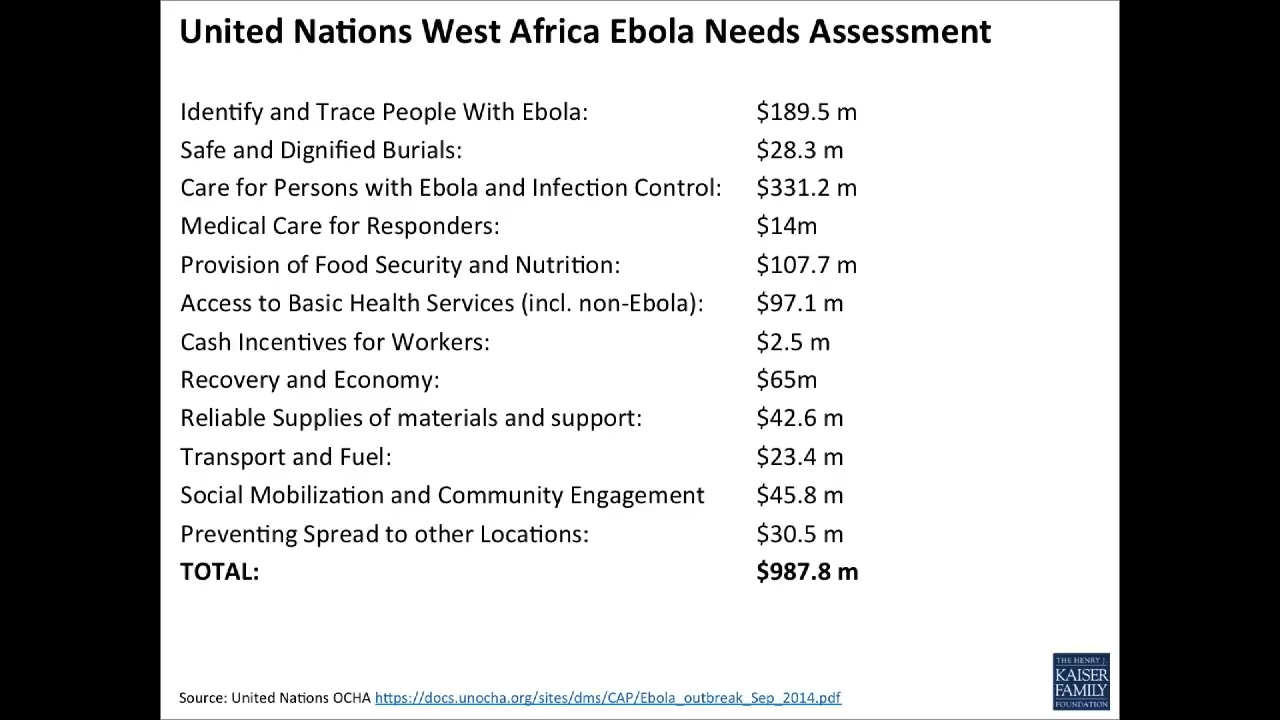 United Nations West Africa Ebola Needs Assessment
Identify and Trace People With Ebola: $189.5 m
Safe and Dignified Burials: $28.3 m
Care for Persons with Ebola and Infection Control: $331.2 m
Medical Care for Responders: $14m
Provision of Food Security and Nutrition: $107.7 m
Access to Basic Health Services (incl. non-Ebola): $97.1 m
Cash Incentives for Workers: $2.5 m
Recovery and Economy: $65m
Reliable Supplies of materials and support: $42.6 m
Transport and Fuel: $23.4 m
Social Mobilization and Community Engagement $45.8 m
Preventing Spread to other Locations: $30.5 m
TOTAL: $987.8 m
THE HENRY J.
KAISER
FAMILY
FOUNDATION
Source: United Nations OCHA https://docs.unocha.org/sites/dms/CAP/Ebola_outbreak_Sep_2014.pdf